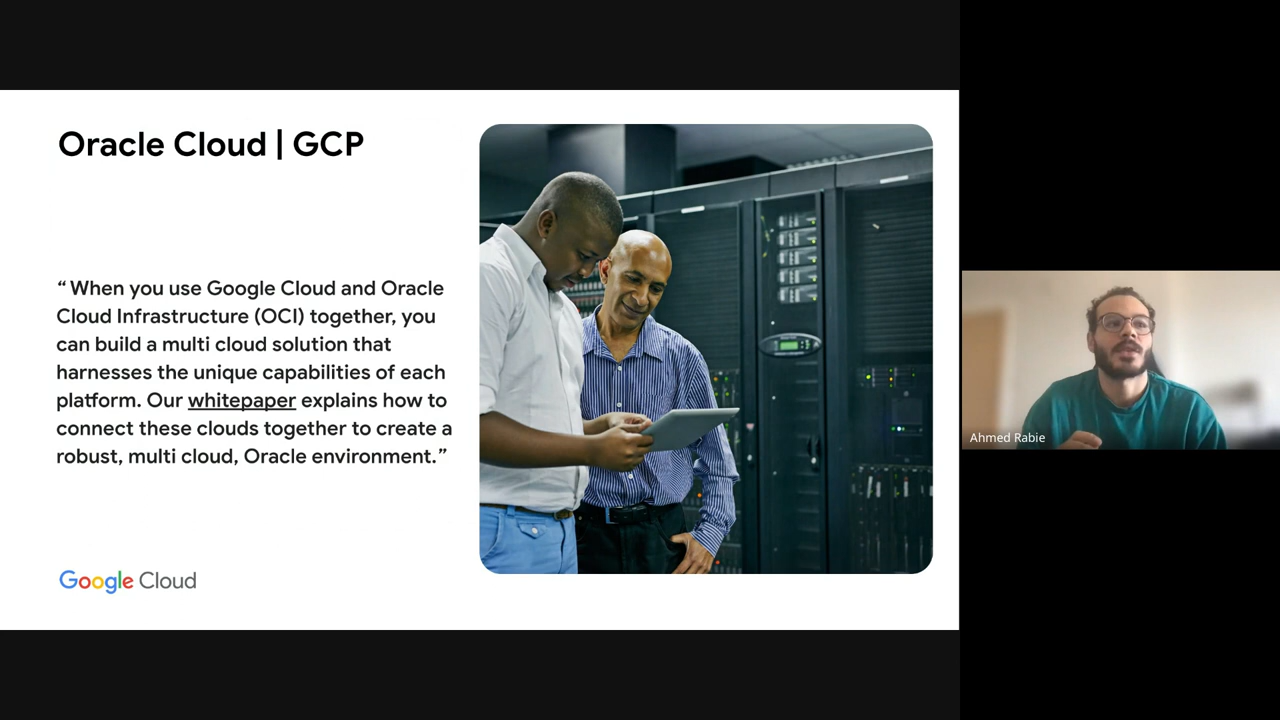 Oracle Cloud | GCP
“ When you use Google Cloud and Oracle
Cloud Infrastructure (OCI) together, you
can build a multi cloud solution that
harnesses the unique capabilities of each
platform. Our whitepaper explains how to
connect these clouds together to create a
robust, multi cloud, Oracle environment.”
Google Cloud
Ahmed Rabie